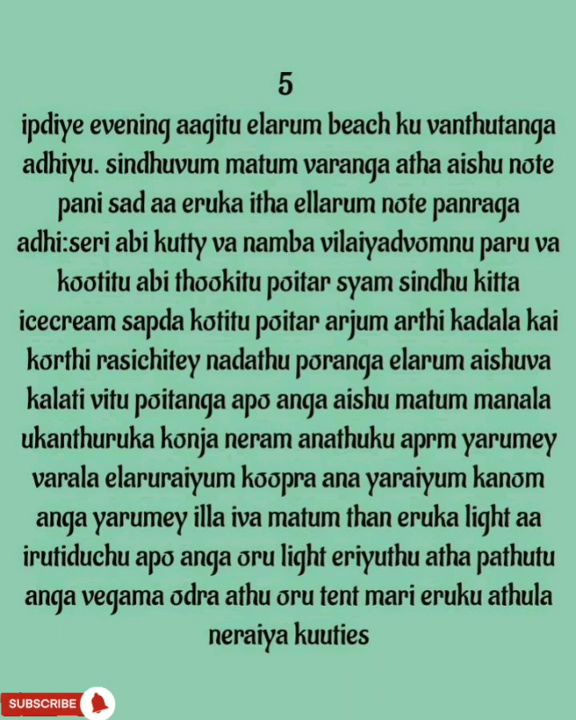 5
ipdiye evening aagitu elarum beach ku vanthutanga
adhiyu. sindhuvum matum varanga atha aishu note
pani sad aa eruka itha ellarum note panraga
adhi:seri abi kutty va namba vilaiyadvomnu paru va
kootitu abi thookitu poitar syam sindhu kitta
icecream sapda kotitu poitar arjum arthi kadala kai
korthi rasichitey nadathu poranga elarum aishuva
kalati vitu poitanga apo anga aishu matum manala
ukanthuruka konja neram anathuku aprm yarumey
varala elaruraiyum koopra ana yaraiyum kanom
anga yarumey illa iva matum than eruka light aa
irutiduchu apo anga oru light eriyuthu atha pathutu
anga vegama odra athu oru tent mari eruku athula
neraiya kuuties
SUBSCRIBE